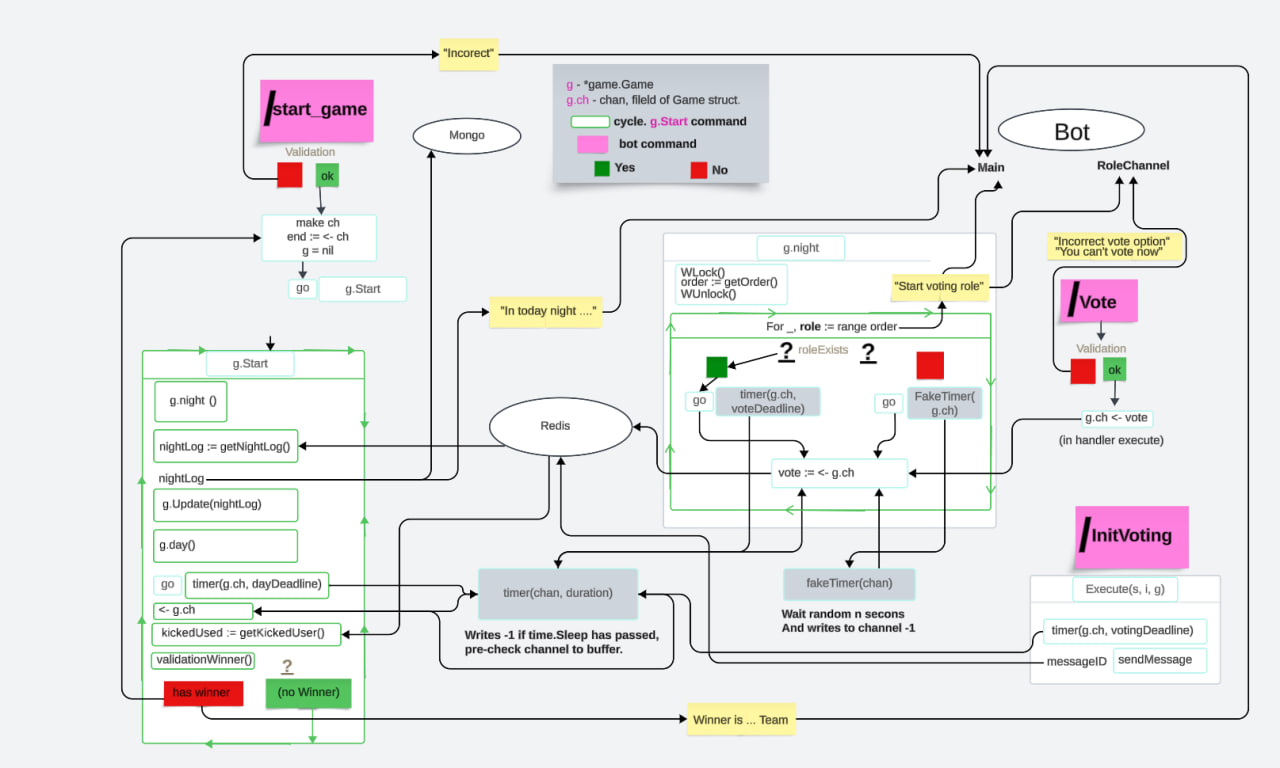 "Incorect"
/start_game
Validation
ok
make ch
end := <- ch
g = nil
go
g.Start
Mongo
g - *game.Game
g.ch - chan, fileld of Game struct.
cycle. g.Start command
bot command
Yes
No
Bot
Main
RoleChannel
"Incorrect vote option"
"You can't vote now"
/Vote
Validation
ok
g.ch <- vote
(in handler execute)
g.night
WLock()
order := getOrder()
WUnlock()
"Start voting role"
For _, role := range order
? roleExists ?
go
timer(g.ch,
voteDeadline)
go
FakeTimer(
g.ch)
vote := <- g.ch
"In today night ...."
Redis
g.Start
g.night ()
nightLog := getNightLog()
nightLog
g.Update(nightLog)
g.day()
go
timer(g.ch, dayDeadline)
<- g.ch
kickedUsed := getKickedUser()
validationWinner()
?
has winner
(no Winner)
timer(chan, duration)
Writes -1 if time.Sleep has passed,
pre-check channel to buffer.
fakeTimer(chan)
Wait random n secons
And writes to channel -1
/InitVoting
Execute(s, i, g)
timer(g.ch, votingDeadline)
messageID
sendMessage
Winner is ... Team